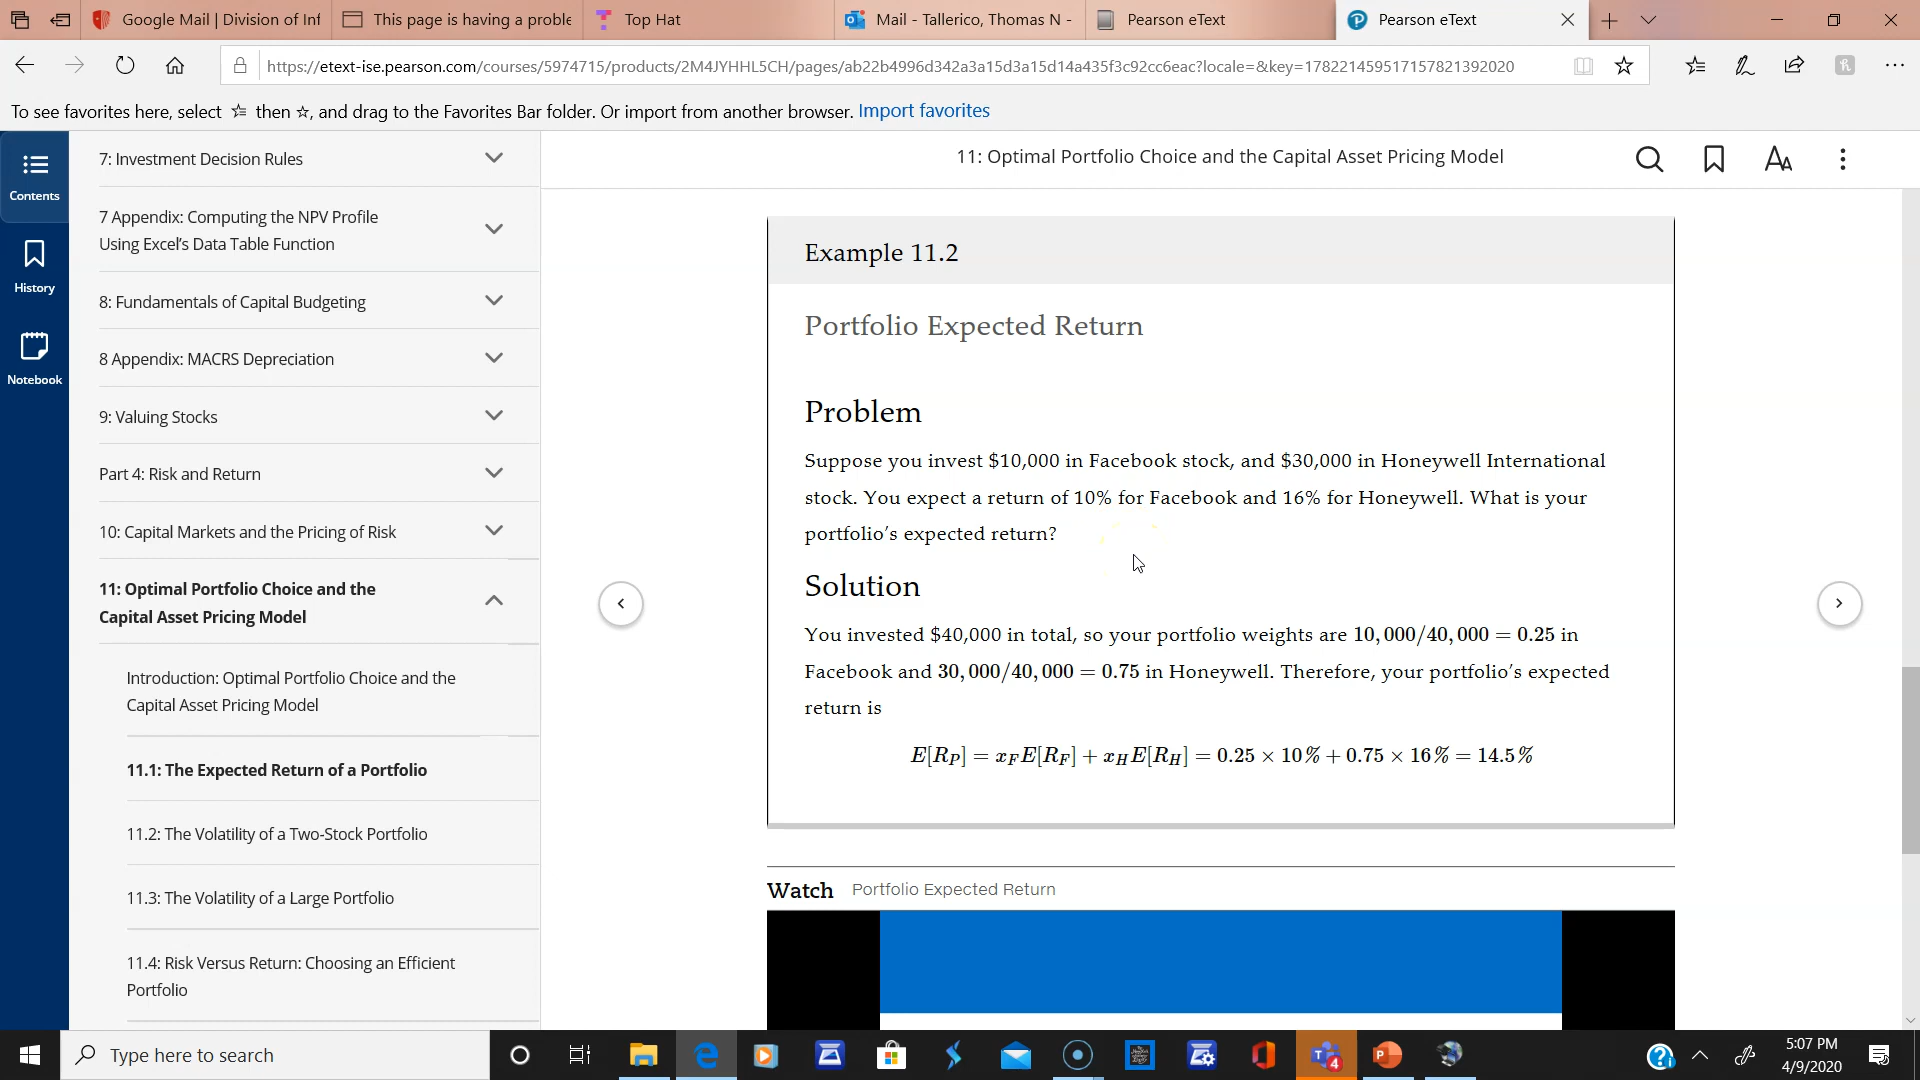 Google Mail | Division of Inf
This page is having a proble
Top Hat
Mail - Tallerico, Thomas N -
Pearson eText
Pearson eText
https://etext-ise.pearson.com/courses/5974715/products/2M4JYHHL5CH/pages/ab22b4996d342a3a15d3a15d14a435f3c92cc6eac?locale=&key=178221459517157821392020
To see favorites here, select ☆ then ☆, and drag to the Favorites Bar folder. Or import from another browser. Import favorites
Contents
History
Notebook
7: Investment Decision Rules
7 Appendix: Computing the NPV Profile
Using Excel's Data Table Function
8: Fundamentals of Capital Budgeting
8 Appendix: MACRS Depreciation
9: Valuing Stocks
Part 4: Risk and Return
10: Capital Markets and the Pricing of Risk
11: Optimal Portfolio Choice and the
Capital Asset Pricing Model
Introduction: Optimal Portfolio Choice and the
Capital Asset Pricing Model
11.1: The Expected Return of a Portfolio
11.2: The Volatility of a Two-Stock Portfolio
11.3: The Volatility of a Large Portfolio
11.4: Risk Versus Return: Choosing an Efficient
Portfolio
11: Optimal Portfolio Choice and the Capital Asset Pricing Model
AA
Example 11.2
Portfolio Expected Return
Problem
Suppose you invest $10,000 in Facebook stock, and $30,000 in Honeywell International
stock. You expect a return of 10% for Facebook and 16% for Honeywell. What is your
portfolio's expected return?
Solution
You invested $40,000 in total, so your portfolio weights are 10,000/40,000 = 0.25 in
Facebook and 30,000/40,000 = 0.75 in Honeywell. Therefore, your portfolio's expected
return is
E[R_P] = x_F E[R_F] + x_H E[R_H] = 0.25 × 10% + 0.75 × 16% = 14.5%
Watch Portfolio Expected Return
Type here to search
4
5:07 PM
4/9/2020